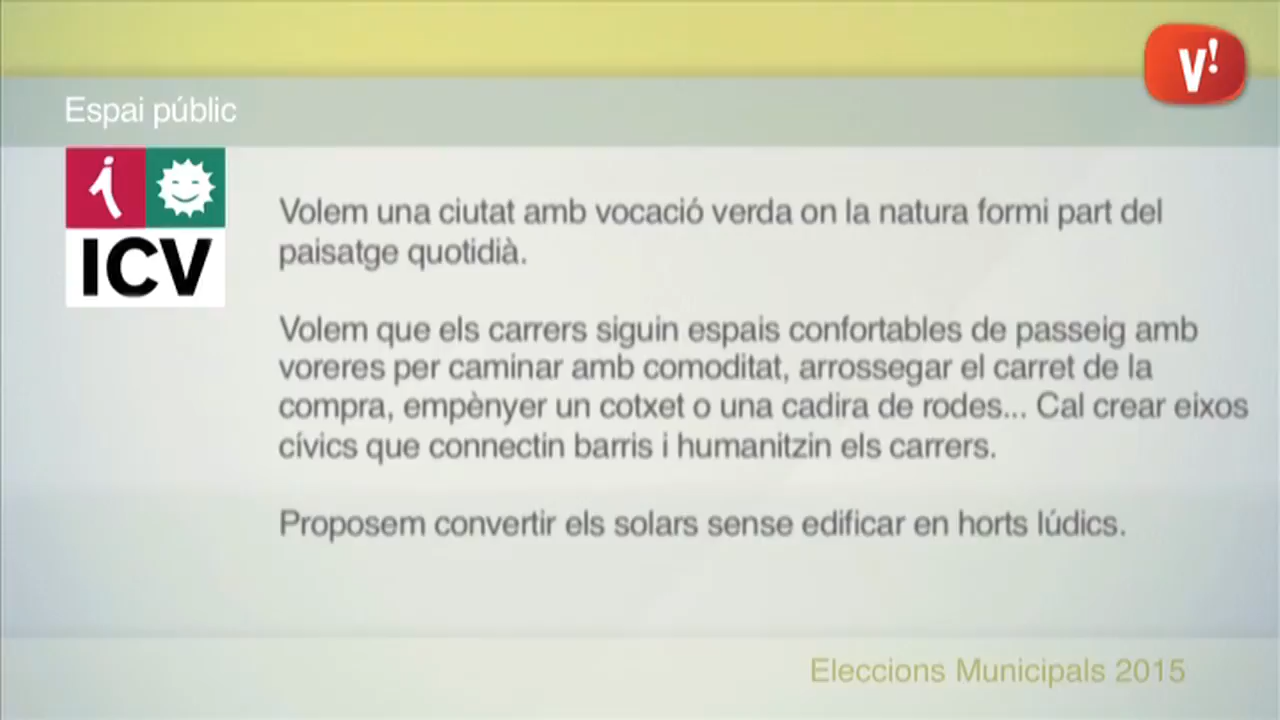 V!
Espai públic
ICV
Volem una ciutat amb vocació verda on la natura formi part del
paisatge quotidià.
Volem que els carrers siguin espais confortables de passeig amb
voreres per caminar amb comoditat, arrossegar el carret de la
compra, empènyer un cotxet o una cadira de rodes... Cal crear eixos
cívics que connectin barris i humanitzin els carrers.
Proposem convertir els solars sense edificar en horts lúdics.
Eleccions Municipals 2015